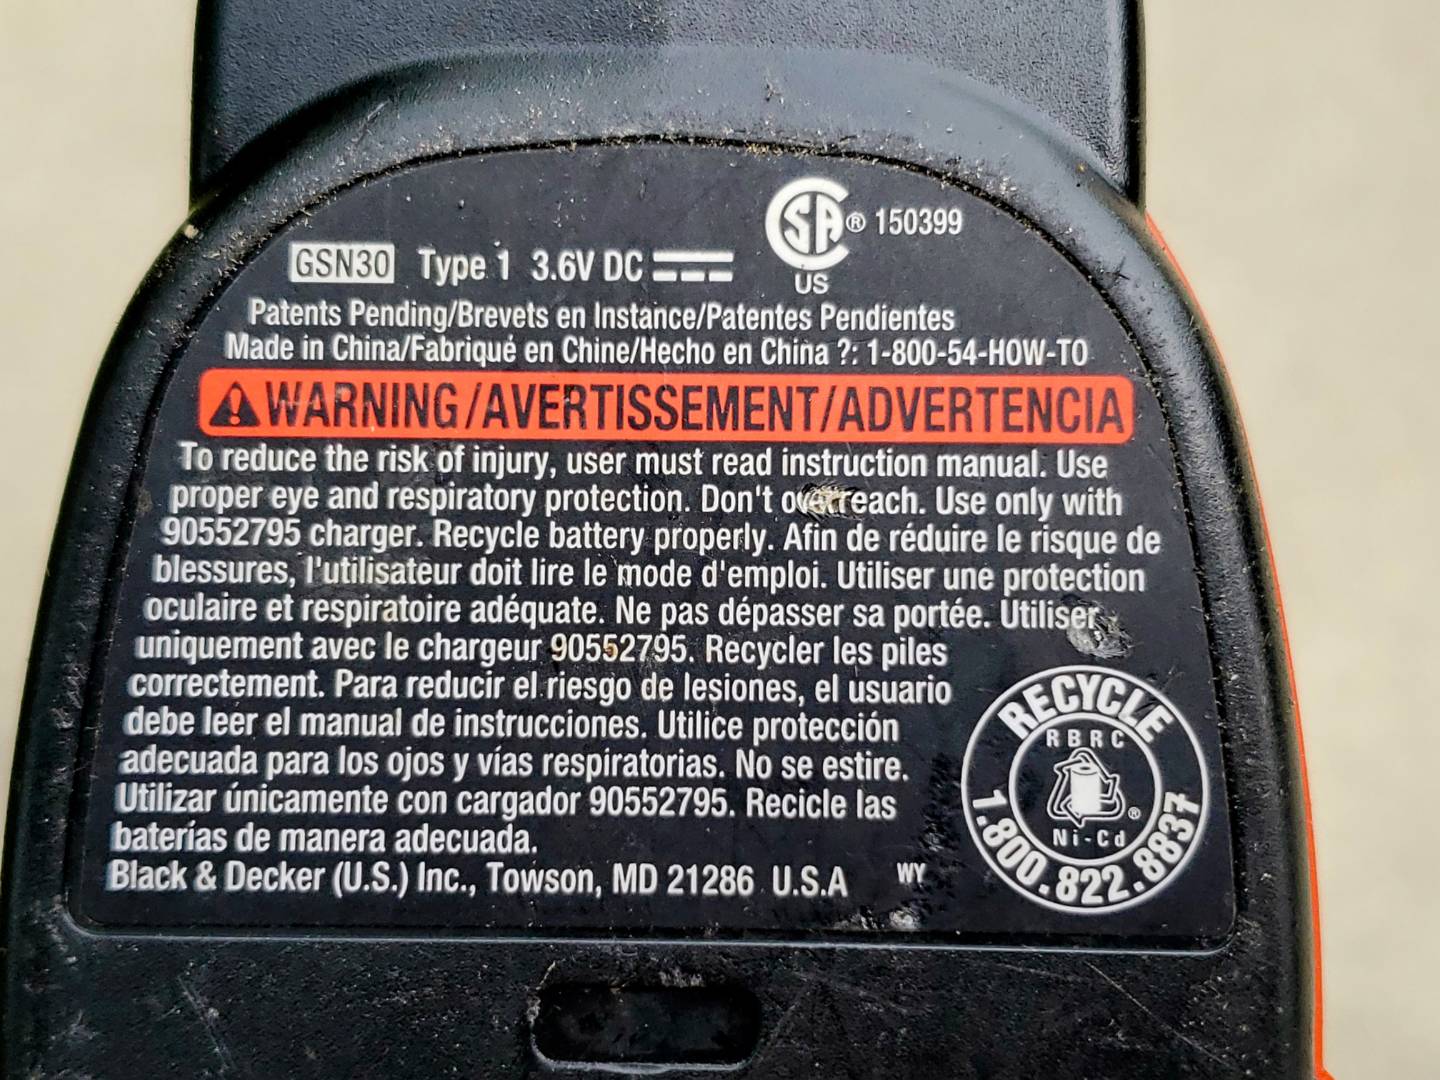 SA® 150399
US
GSN30 Type 1 3.6V DC
Patents Pending/Brevets en Instance/Patentes Pendientes
Made in China/Fabriqué en Chine/Hecho en China ?: 1-800-54-HOW-TO
WARNING/AVERTISSEMENT/ADVERTENCIA
To reduce the risk of injury, user must read instruction manual. Use
proper eye and respiratory protection. Don't overreach. Use only with
90552795 charger. Recycle battery properly. Afin de réduire le risque de
blessures, l'utilisateur doit lire le mode d'emploi. Utiliser une protection
oculaire et respiratoire adéquate. Ne pas dépasser sa portée. Utiliser
uniquement avec le chargeur 90552795. Recycler les piles
correctement. Para reducir el riesgo de lesiones, el usuario
debe leer el manual de instrucciones. Utilice protección
adecuada para los ojos y vías respiratorias. No se estire.
Utilizar únicamente con cargador 90552795. Recicle las
baterías de manera adecuada.
Black & Decker (U.S.) Inc., Towson, MD 21286 U.S.A WY
RECYCLE
RBRC
®
Ni-Cd
1.800.822.8837